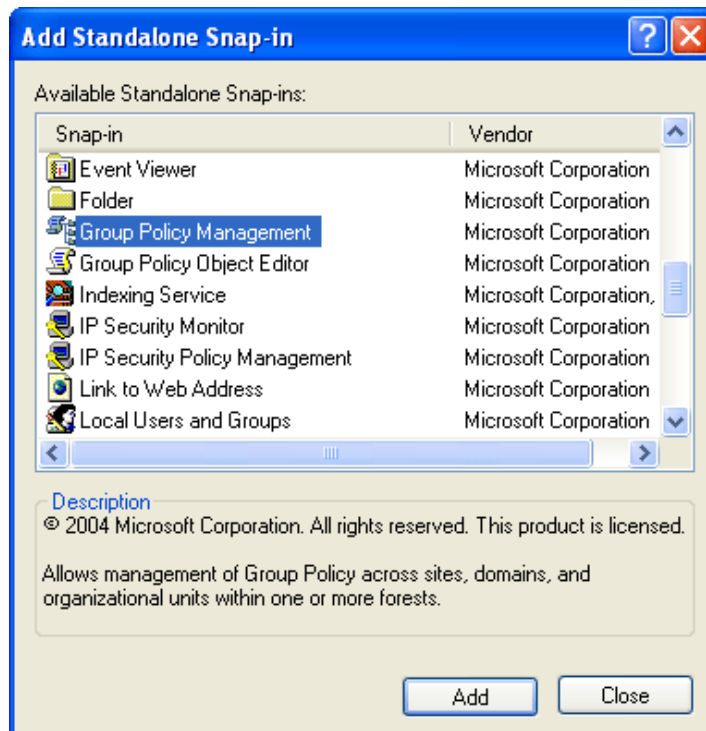 Add Standalone Snap-in
Available Standalone Snap-ins:
Snap-in Vendor
Event Viewer Microsoft Corporation
Folder Microsoft Corporation
Group Policy Management Microsoft Corporation
Group Policy Object Editor Microsoft Corporation
Indexing Service Microsoft Corporation,
IP Security Monitor Microsoft Corporation
IP Security Policy Management Microsoft Corporation
Link to Web Address Microsoft Corporation
Local Users and Groups Microsoft Corporation
Description
© 2004 Microsoft Corporation. All rights reserved. This product is licensed.
Allows management of Group Policy across sites, domains, and
organizational units within one or more forests.
Add Close